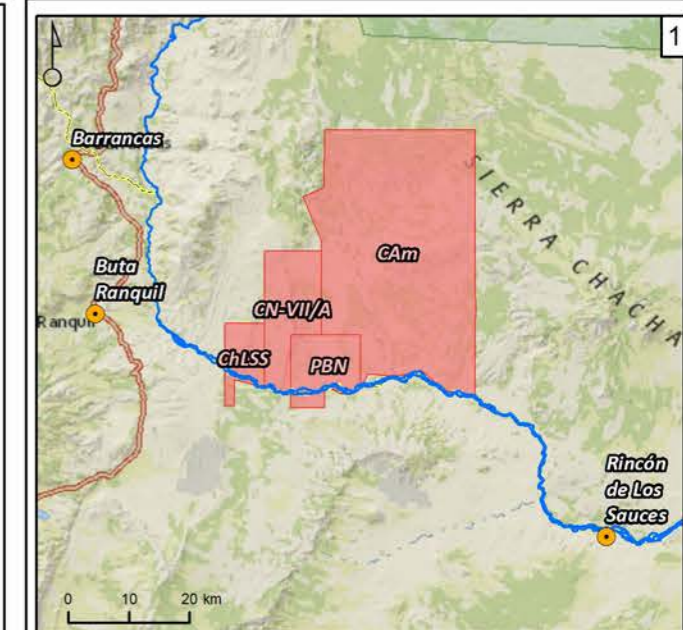 1
Barrancas
SIERRA CHACHA
CAm
Buta
Ranquil
Ranquil
CN-VII/A
ChLSS
PBN
Rincón
de Los
Sauces
0 10 20 km